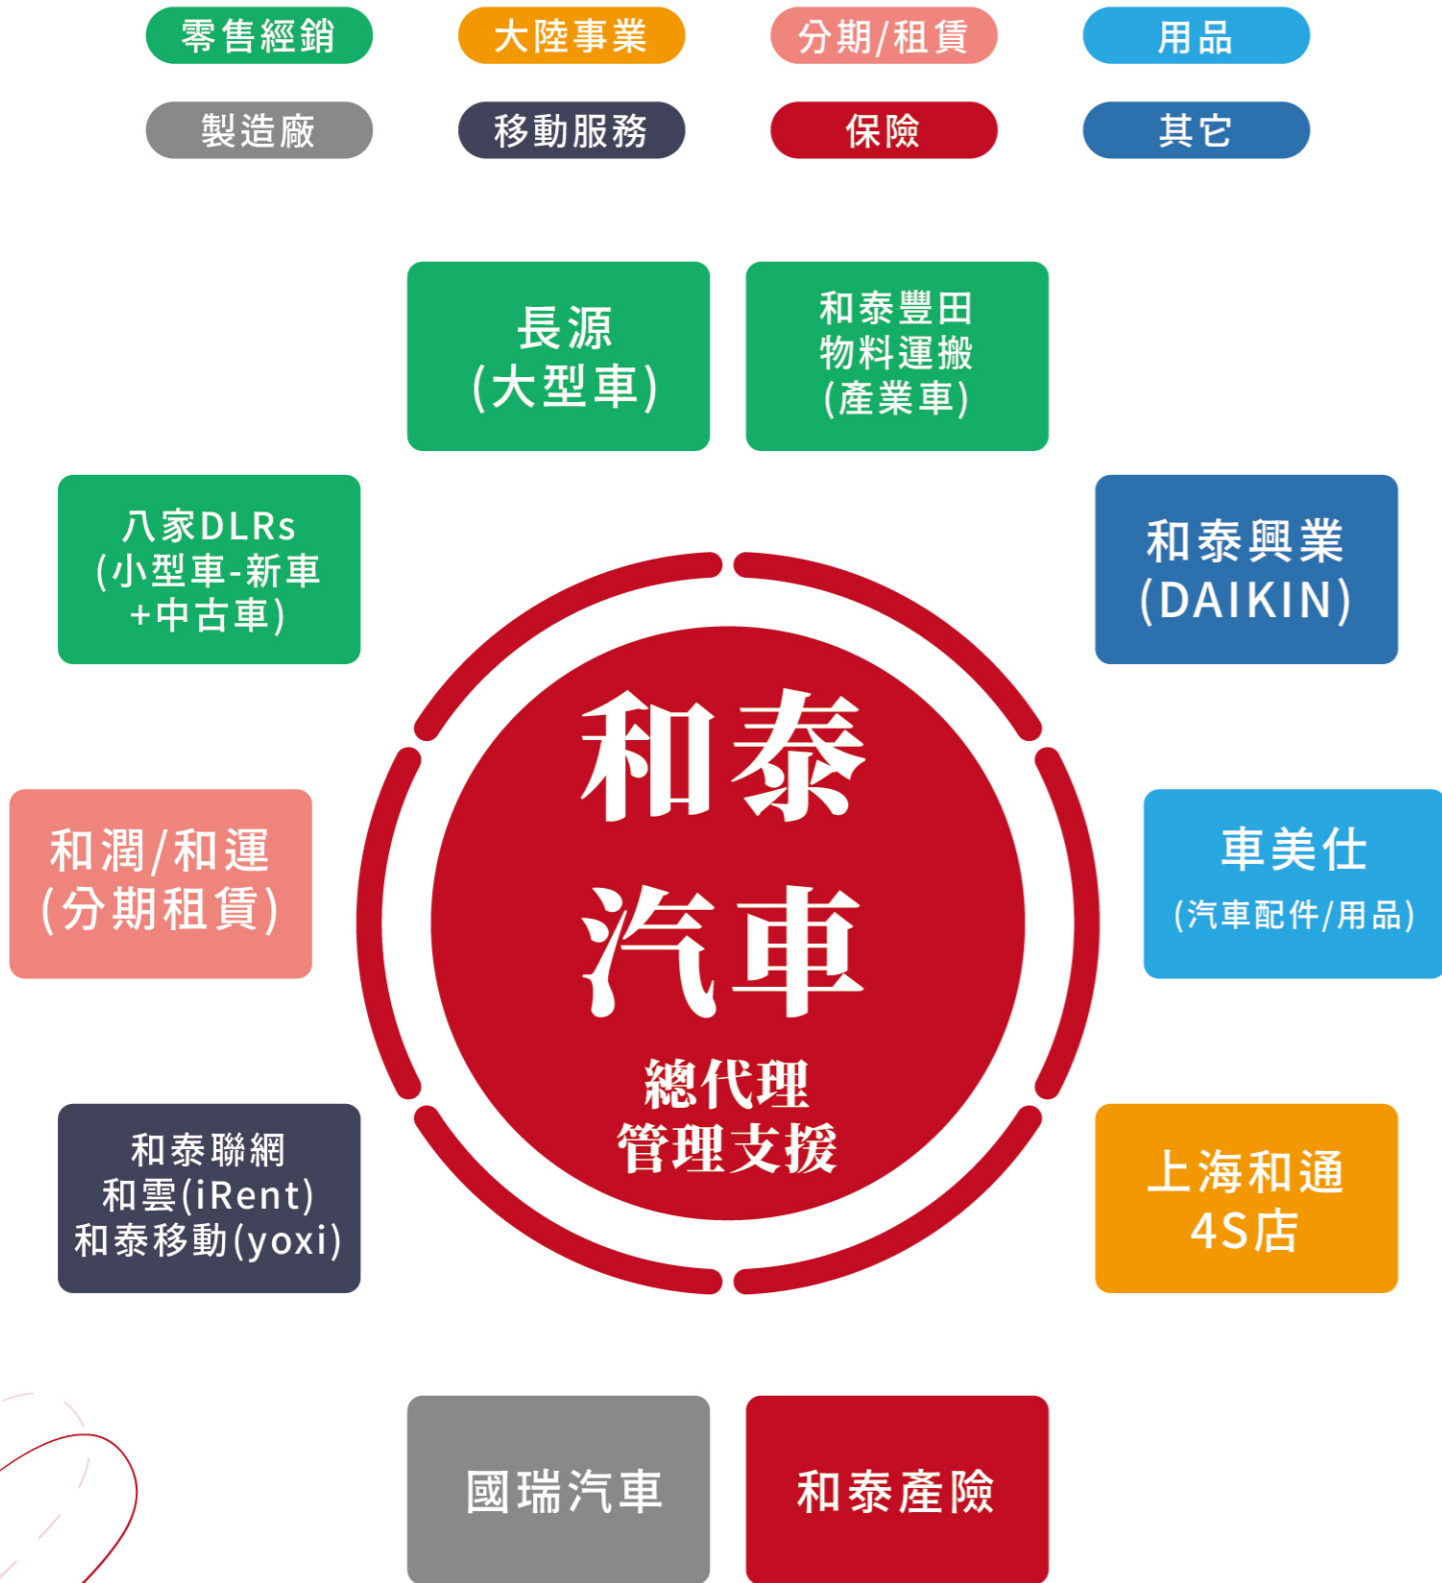 零售經銷
大陸事業
分期/租賃
用品
製造廠
移動服務
保險
其它
長源
(大型車)
和泰豐田
物料運搬
(產業車)
八家DLRs
(小型車-新車
+中古車)
和泰興業
(DAIKIN)
和泰
汽車
總代理
管理支援
和潤/和運
(分期租賃)
車美仕
(汽車配件/用品)
和泰聯網
和雲(iRent)
和泰移動(yoxi)
上海和通
4S店
國瑞汽車
和泰產險